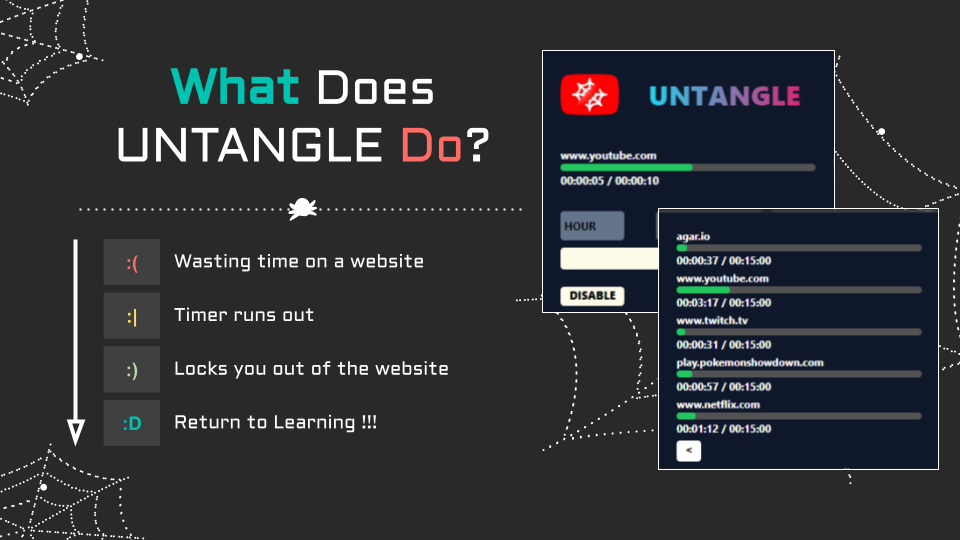 What Does
UNTANGLE Do?
:( Wasting time on a website
:| Timer runs out
:) Locks you out of the website
:D Return to Learning !!!
UNTANGLE
www.youtube.com
00:00:05 / 00:00:10
HOUR
DISABLE
agar.io
00:00:37 / 00:15:00
www.youtube.com
00:03:17 / 00:15:00
www.twitch.tv
00:00:31 / 00:15:00
play.pokemonshowdown.com
00:00:57 / 00:15:00
www.netflix.com
00:01:12 / 00:15:00
<